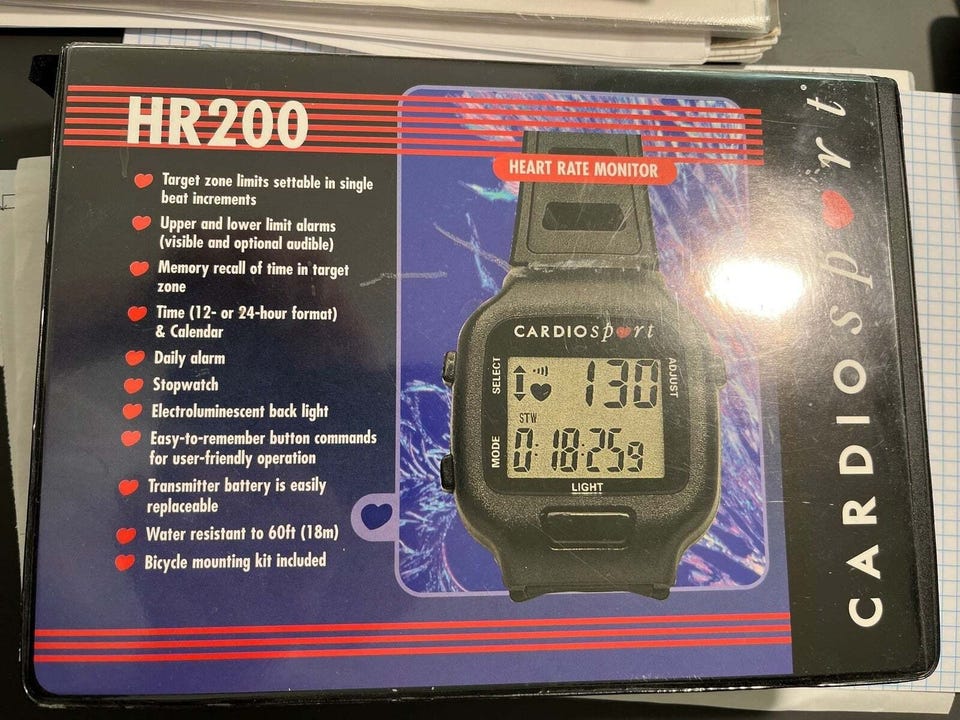 HR200
HEART RATE MONITOR
Target zone limits settable in single
beat increments
Upper and lower limit alarms
(visible and optional audible)
Memory recall of time in target
zone
Time (12- or 24-hour format)
& Calendar
Daily alarm
Stopwatch
Electroluminescent back light
Easy-to-remember button commands
for user-friendly operation
Transmitter battery is easily
replaceable
Water resistant to 60ft (18m)
Bicycle mounting kit included
CARDIOsport
SELECT
ADJUST
130
STW
0:18:25g
MODE
LIGHT
CARDIOsport